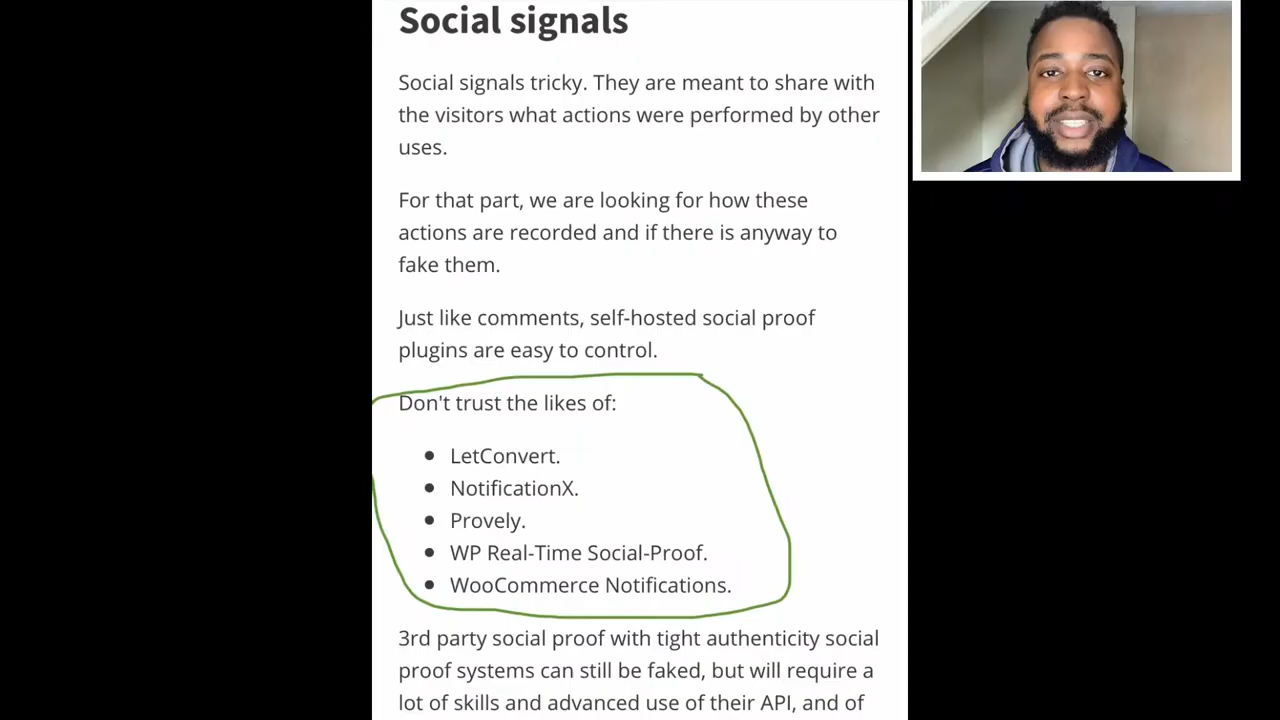 Social signals
Social signals tricky. They are meant to share with
the visitors what actions were performed by other
uses.
For that part, we are looking for how these
actions are recorded and if there is anyway to
fake them.
Just like comments, self-hosted social proof
plugins are easy to control.
Don't trust the likes of:
• LetConvert.
• NotificationX.
• Provely.
• WP Real-Time Social-Proof.
• WooCommerce Notifications.
3rd party social proof with tight authenticity social
proof systems can still be faked, but will require a
lot of skills and advanced use of their API, and of